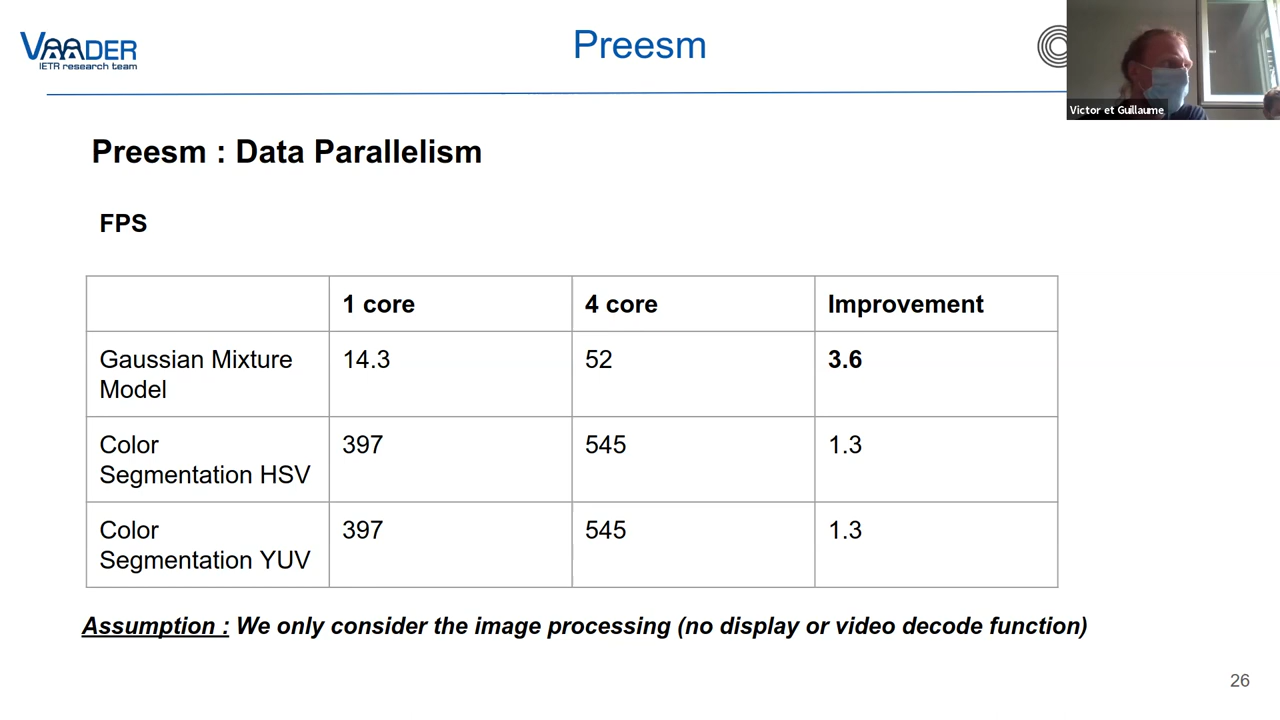 VAADER
IETR research team
Preesm
Victor et Guillaume
Preesm : Data Parallelism
FPS
1 core
4 core
Improvement
Gaussian Mixture
Model
14.3
52
3.6
Color
Segmentation HSV
397
545
1.3
Color
Segmentation YUV
397
545
1.3
Assumption : We only consider the image processing (no display or video decode function)
26